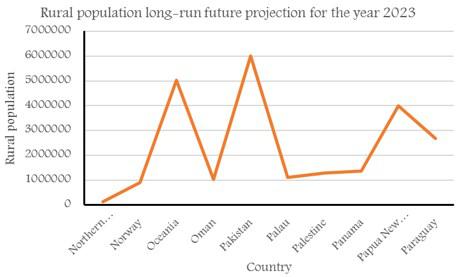 Rural population long-run future projection for the year 2023
7000000
6000000
5000000
4000000
3000000
2000000
1000000
0
Rural population
Northern...
Norway
Oceania
Oman
Pakistan
Palau
Palestine
Panama
Papua New...
Paraguay
Country